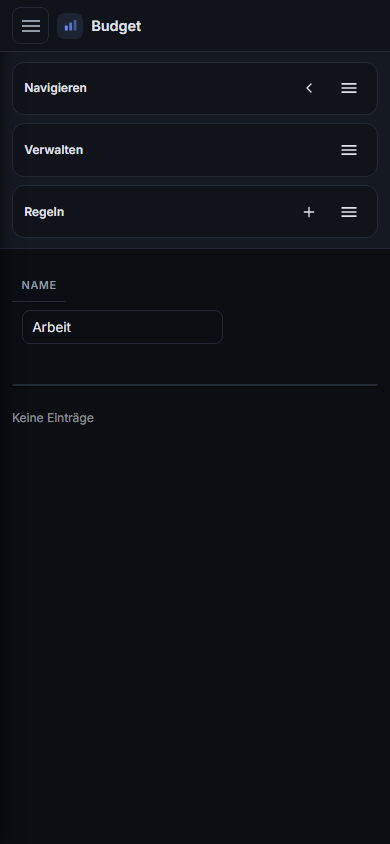 Budget
Navigieren
Verwalten
Regeln
NAME
Arbeit
Keine Einträge